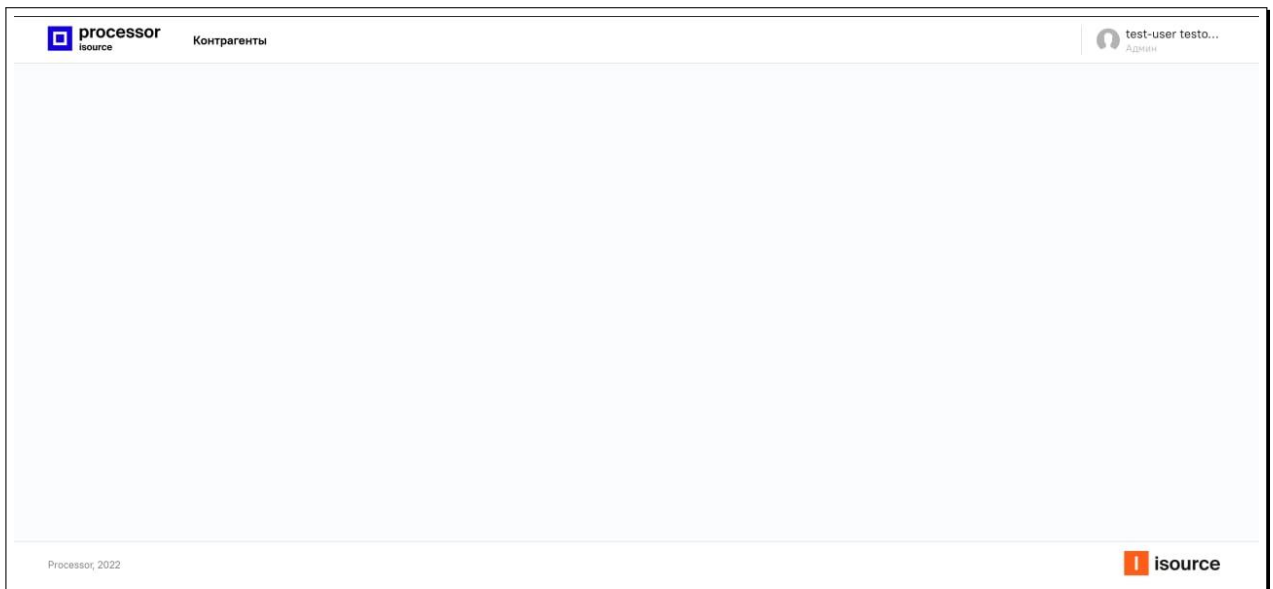 processor
isource
Контрагенты
test-user testo...
Админ
Processor, 2022
isource